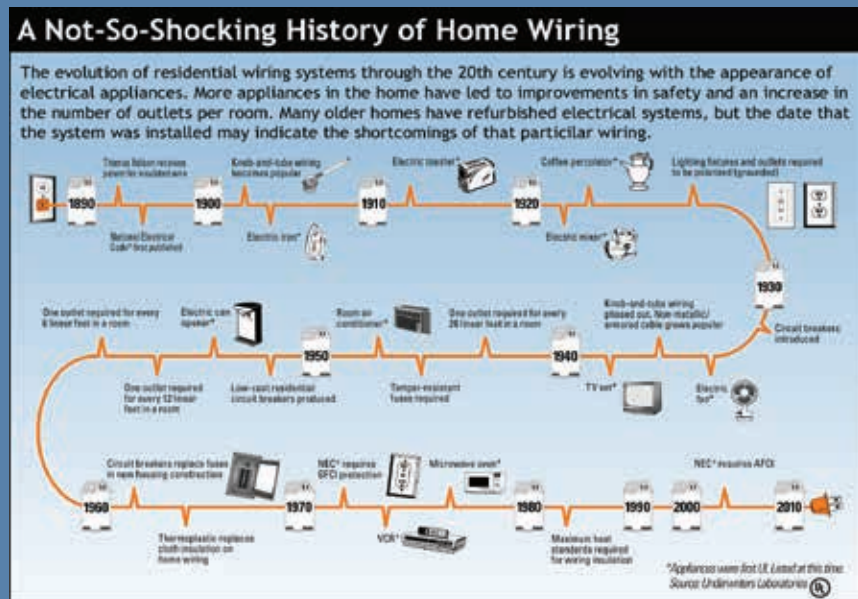 A Not-So-Shocking History of Home Wiring
The evolution of residential wiring systems through the 20th century is evolving with the appearance of
electrical appliances. More appliances in the home have led to improvements in safety and an increase in
the number of outlets per room. Many older homes have refurbished electrical systems, but the date that
the system was installed may indicate the shortcomings of that particilar wiring.
Knob-and-tube wiring
becomes popular
Electric toaster*
Coffee percolator*
Lighting fixtures and outlets required
to be polarized (grounded)
1890
1900
1910
1920
National Electrical
Code* first published
Electric iron*
Electric mixer*
1930
One outlet required for every
6 linear feet in a room
Electric can
opener*
Room air
conditioner*
One outlet required for every
20 linear feet in a room
Knob-and-tube wiring
phased out. Non-metallic/
armored cable grows popular
Circuit breakers
introduced
1950
1940
One outlet required
for every 12 linear
feet in a room
Low-cost residential
circuit breakers produced
Tamper-resistant
fuses required
TV set*
Electric
fan*
Circuit breakers replace fuses
in new housing construction
NEC* requires
GFCI protection
Microwave oven*
NEC* requires AFCI
1960
1970
1980
1990
2000
2010
Thermoplastic replaces
cloth insulation on
home wiring
VCR*
Maximum heat
standards required
for wiring insulation
*Appliances were first UL Listed at this time.
Source: Underwriters Laboratories
UL